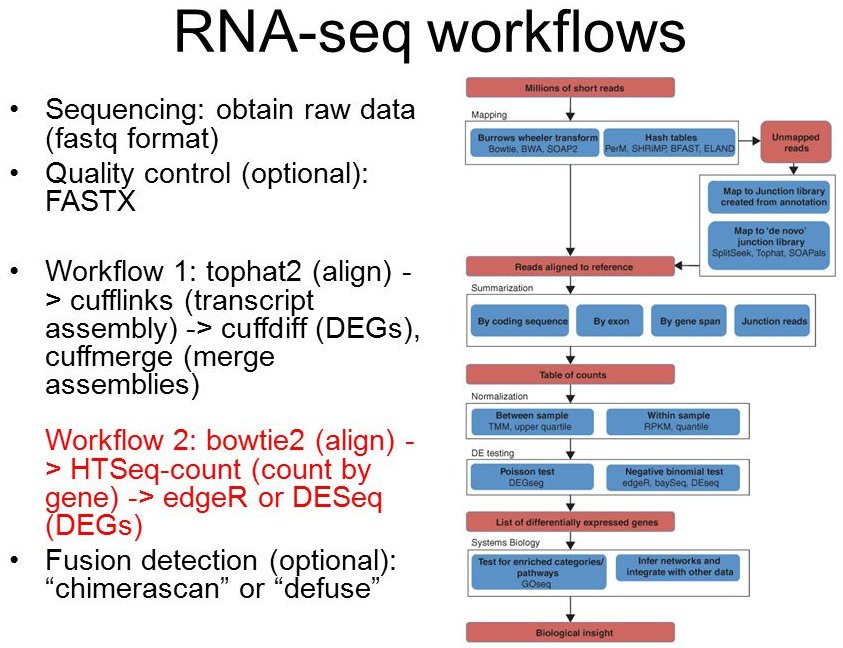 RNA-seq workflows
• Sequencing: obtain raw data
(fastq format)
• Quality control (optional):
FASTX
• Workflow 1: tophat2 (align) -
> cufflinks (transcript
assembly) -> cuffdiff (DEGs),
cuffmerge (merge
assemblies)
Workflow 2: bowtie2 (align) -
> HTSeq-count (count by
gene) -> edgeR or DESeq
(DEGs)
• Fusion detection (optional):
“chimerascan” or “defuse”
Millions of short reads
Mapping
Burrows wheeler transform
Bowtie, BWA, SOAP2
Hash tables
PerM, SHRiMP, BFAST, ELAND
Unmapped
reads
Map to Junction library
created from annotation
Map to ‘de novo’
junction library
SplitSeek, Tophat, SOAPals
Reads aligned to reference
Summarization
By coding sequence
By exon
By gene span
Junction reads
Table of counts
Normalization
Between sample
TMM, upper quartile
Within sample
RPKM, quantile
DE testing
Poisson test
DEGseg
Negative binomial test
edgeR, baySeq, DEseq
List of differentially expressed genes
Systems Biology
Test for enriched categories/
pathways
GOseq
Infer networks and
integrate with other data
Biological insight